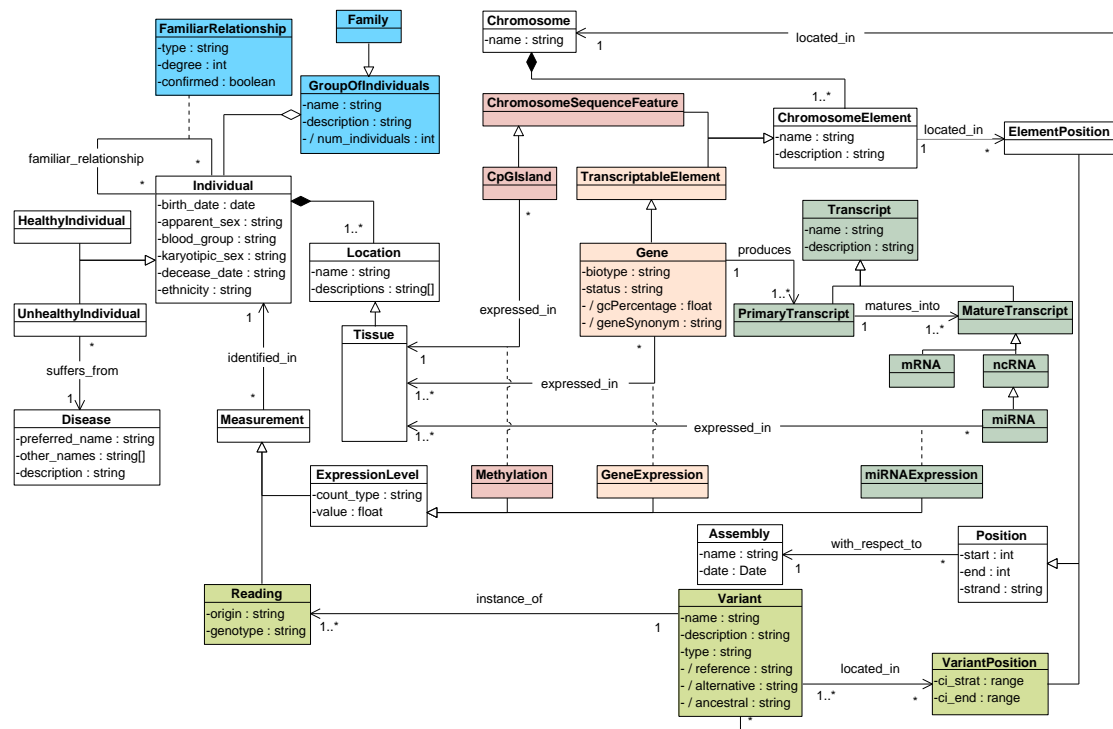 FamiliarRelationship
-type : string
-degree : int
-confirmed : boolean
Family
GroupOfIndividuals
-name : string
-description : string
- / num_individuals : int
Chromosome
-name : string
1
located_in
1..*
ChromosomeSequenceFeature
ChromosomeElement
-name : string
-description : string
located_in
1
*
ElementPosition
familiar_relationship
*
*
Individual
-birth_date : date
-apparent_sex : string
-blood_group : string
-karyotipic_sex : string
-decease_date : string
-ethnicity : string
HealthyIndividual
UnhealthyIndividual
1..*
Location
-name : string
-descriptions : string[]
CpGIsland
*
TranscriptableElement
Transcript
-name : string
-description : string
Gene
-biotype : string
-status : string
- / gcPercentage : float
- / geneSynonym : string
produces
1
1..*
PrimaryTranscript
matures_into
1
1..*
MatureTranscript
mRNA
ncRNA
miRNA
Tissue
expressed_in
1
*
expressed_in
1..*
expressed_in
1..*
*
1
identified_in
*
*
suffers_from
1
Disease
-preferred_name : string
-other_names : string[]
-description : string
Measurement
ExpressionLevel
-count_type : string
-value : float
Methylation
GeneExpression
miRNAExpression
Assembly
-name : string
-date : Date
with_respect_to
1
*
Position
-start : int
-end : int
-strand : string
Reading
-origin : string
-genotype : string
instance_of
1..*
1
Variant
-name : string
-description : string
-type : string
- / reference : string
- / alternative : string
- / ancestral : string
*
located_in
1..*
*
VariantPosition
-ci_strat : range
-ci_end : range